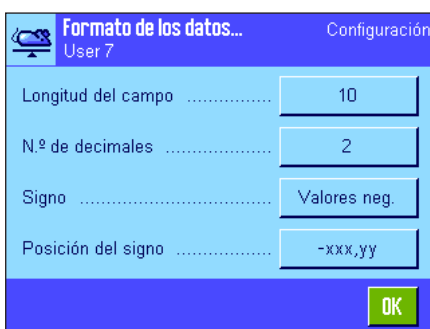 Formato de los datos... Configuración
User 7
Longitud del campo ................ 10
N.º de decimales .................. 2
Signo ................................. Valores neg.
Posición del signo ................ -xxx,yy
OK